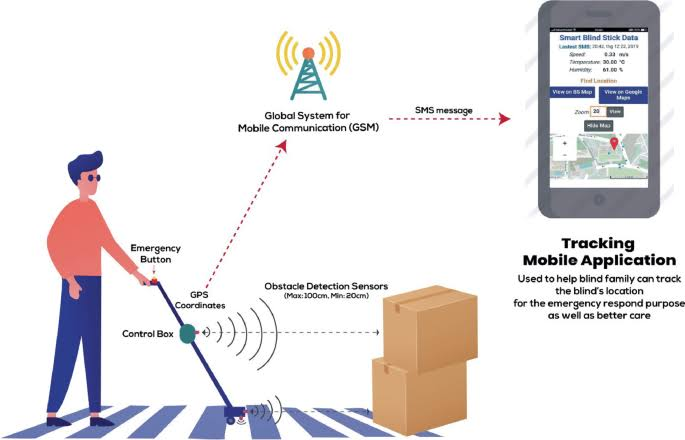 Smart Blind Stick Data
Lastest SMS: 20:42, thg 12 22, 2019
Speed: 0.33 m/s
Temperature: 30.00 °C
Humidity: 61.00 %
Find Location
View on BS Map
View on Google
Maps
Zoom 20 View
Hide Map
+
−
Global System for
Mobile Communication (GSM)
SMS message
Tracking
Mobile Application
Used to help blind family can track
the blind's location
for the emergency respond purpose
as well as better care
Emergency
Button
GPS
Coordinates
Obstacle Detection Sensors
(Max: 100cm, Min: 20cm)
Control Box